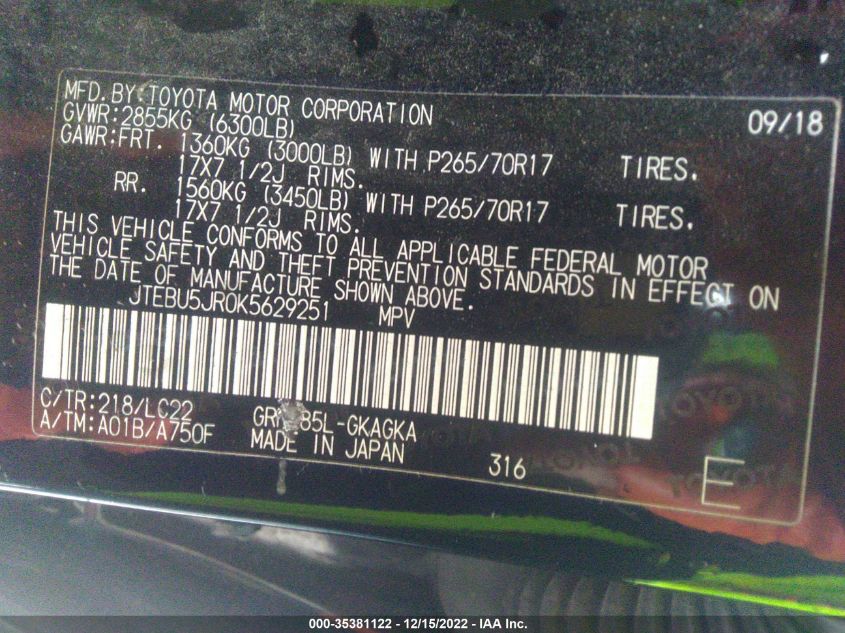 MFD.BY:TOYOTA MOTOR CORPORATION 09/18
GVWR:2855KG (6300LB)
GAWR:FRT. 1360KG (3000LB) WITH P265/70R17 TIRES.
17X7 1/2J RIMS.
RR. 1560KG (3450LB) WITH P265/70R17 TIRES.
17X7 1/2J RIMS.
THIS VEHICLE CONFORMS TO ALL APPLICABLE FEDERAL MOTOR
VEHICLE SAFETY AND THEFT PREVENTION STANDARDS IN EFFECT ON
THE DATE OF MANUFACTURE SHOWN ABOVE.
JTEBU5JR0K5629251 MPV
C/TR:218/LC22
A/TM:A01B/A750F
MADE IN JAPAN
316
E
TOYOTA
TOYOTA
TOYOTA
000-35381122 - 12/15/2022 - IAA Inc.